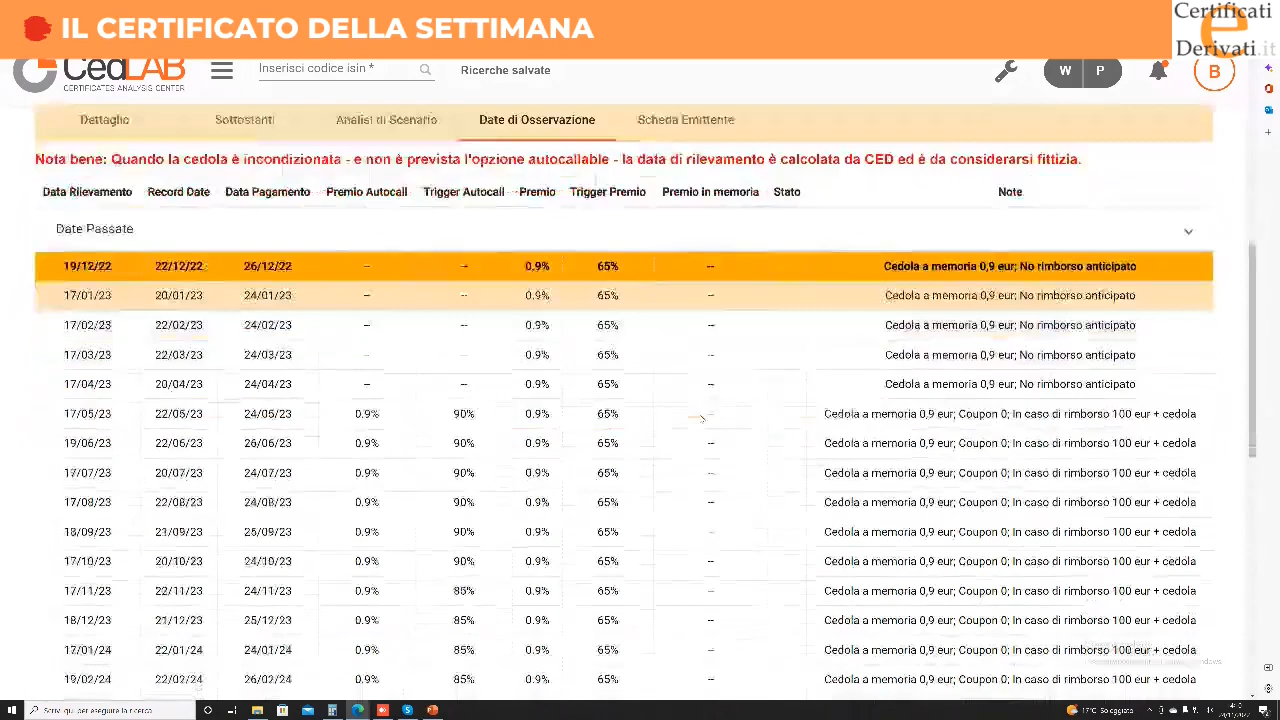 IL CERTIFICATO DELLA SETTIMANA
Certificati
e
Derivati.it
CedLAB
CERTIFICATES ANALYSIS CENTER
Inserisci codice isin *
Ricerche salvate
W P
B
Dettaglio Sottostanti Analisi di Scenario Date di Osservazione Scheda Emittente
Nota bene: Quando la cedola è incondizionata - e non è prevista l'opzione autocallable - la data di rilevamento è calcolata da CED ed é da considerarsi fittizia.
Data Rilevamento Record Date Data Pagamento Premio Autocall Trigger Autocall Premio Trigger Premio Premio in memoria Stato Note
Date Passate
19/12/22 22/12/22 26/12/22 -- -- 0.9% 65% -- Cedola a memoria 0,9 eur; No rimborso anticipato
17/01/23 20/01/23 24/01/23 -- -- 0.9% 65% -- Cedola a memoria 0,9 eur; No rimborso anticipato
17/02/23 22/02/23 24/02/23 -- -- 0.9% 65% -- Cedola a memoria 0,9 eur; No rimborso anticipato
17/03/23 22/03/23 24/03/23 -- -- 0.9% 65% -- Cedola a memoria 0,9 eur; No rimborso anticipato
17/04/23 20/04/23 24/04/23 -- -- 0.9% 65% -- Cedola a memoria 0,9 eur; No rimborso anticipato
17/05/23 22/05/23 24/05/23 0.9% 90% 0.9% 65% -- Cedola a memoria 0,9 eur; Coupon 0; In caso di rimborso 100 eur + cedola
19/06/23 22/06/23 26/06/23 0.9% 90% 0.9% 65% -- Cedola a memoria 0,9 eur; Coupon 0; In caso di rimborso 100 eur + cedola
17/07/23 20/07/23 24/07/23 0.9% 90% 0.9% 65% -- Cedola a memoria 0,9 eur; Coupon 0; In caso di rimborso 100 eur + cedola
17/08/23 22/08/23 24/08/23 0.9% 90% 0.9% 65% -- Cedola a memoria 0,9 eur; Coupon 0; In caso di rimborso 100 eur + cedola
18/09/23 21/09/23 25/09/23 0.9% 90% 0.9% 65% -- Cedola a memoria 0,9 eur; Coupon 0; In caso di rimborso 100 eur + cedola
17/10/23 20/10/23 24/10/23 0.9% 90% 0.9% 65% -- Cedola a memoria 0,9 eur; Coupon 0; In caso di rimborso 100 eur + cedola
17/11/23 22/11/23 24/11/23 0.9% 85% 0.9% 65% -- Cedola a memoria 0,9 eur; Coupon 0; In caso di rimborso 100 eur + cedola
18/12/23 21/12/23 25/12/23 0.9% 85% 0.9% 65% -- Cedola a memoria 0,9 eur; Coupon 0; In caso di rimborso 100 eur + cedola
17/01/24 22/01/24 24/01/24 0.9% 85% 0.9% 65% -- Cedola a memoria 0,9 eur; Coupon 0; In caso di rimborso 100 eur + cedola
19/02/24 22/02/24 26/02/24 0.9% 85% 0.9% 65% -- Cedola a memoria 0,9 eur; Coupon 0; In caso di rimborso 100 eur + cedola
Scrivi qui per eseguire la ricerca
17°C Soleggiato